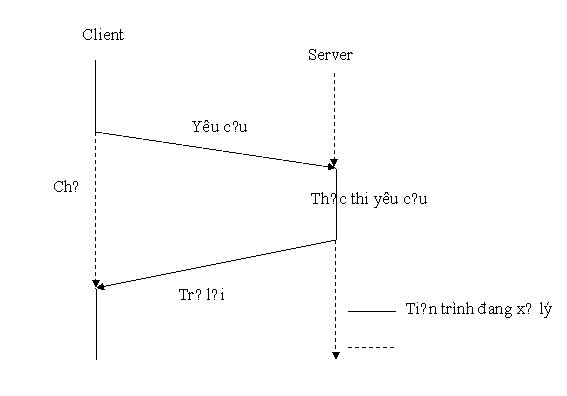 Client
Server
Yêu c?u
Ch?
Th?c thi yêu c?u
Tr? l?i
Ti?n trình đang x? lý